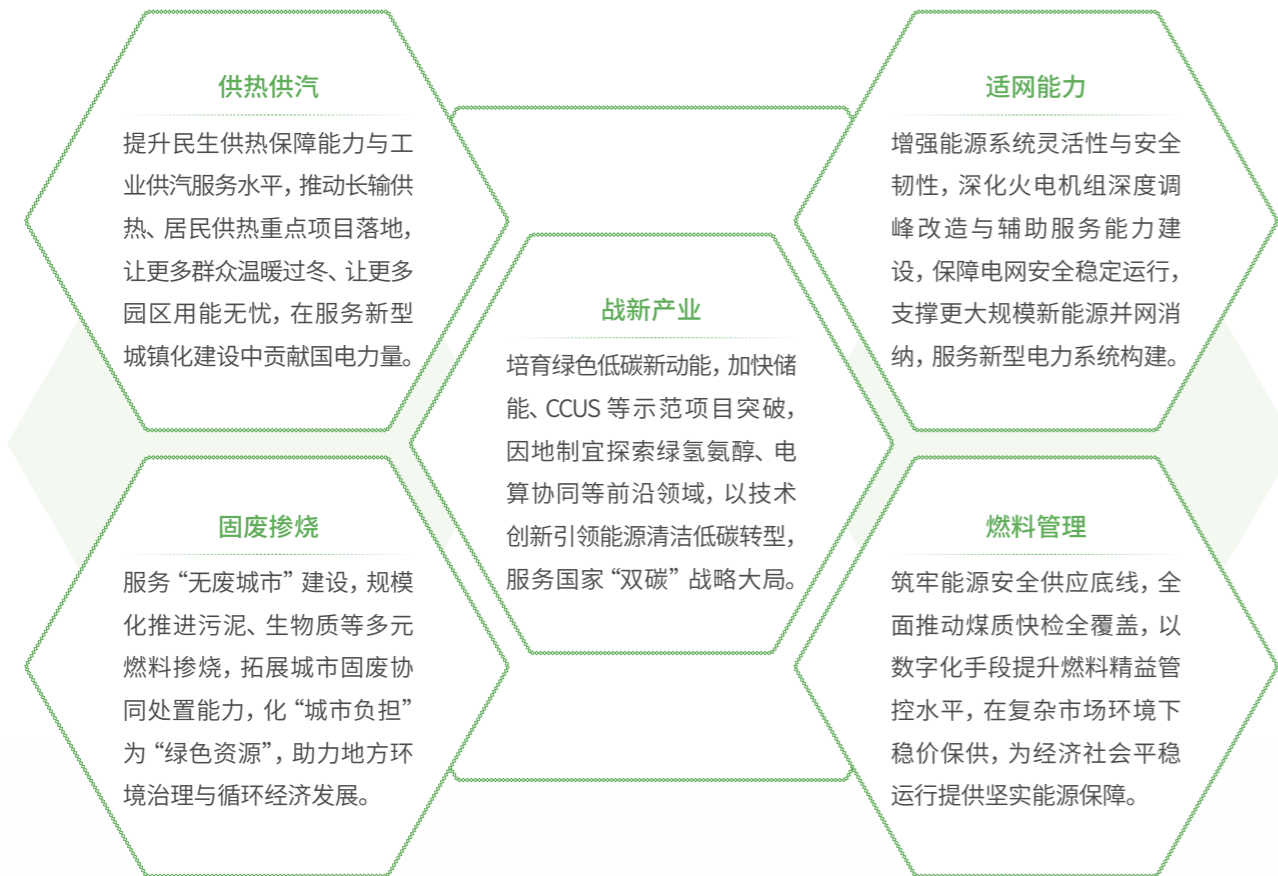 供热供汽
提升民生供热保障能力与工
业供汽服务水平，推动长输供
热、居民供热重点项目落地，
让更多群众温暖过冬、让更多
园区用能无忧，在服务新型
城镇化建设中贡献国电力量。
适网能力
增强能源系统灵活性与安全
韧性，深化火电机组深度调
峰改造与辅助服务能力建
设，保障电网安全稳定运行，
支撑更大规模新能源并网消
纳，服务新型电力系统构建。
战新产业
培育绿色低碳新动能，加快储
能、CCUS 等示范项目突破，
因地制宜探索绿氢氨醇、电
算协同等前沿领域，以技术
创新引领能源清洁低碳转型，
服务国家“双碳”战略大局。
固废掺烧
服务“无废城市”建设，规模
化推进污泥、生物质等多元
燃料掺烧，拓展城市固废协
同处置能力，化“城市负担”
为“绿色资源”，助力地方环
境治理与循环经济发展。
燃料管理
筑牢能源安全供应底线，全
面推动煤质快检全覆盖，以
数字化手段提升燃料精益管
控水平，在复杂市场环境下
稳价保供，为经济社会平稳
运行提供坚实能源保障。